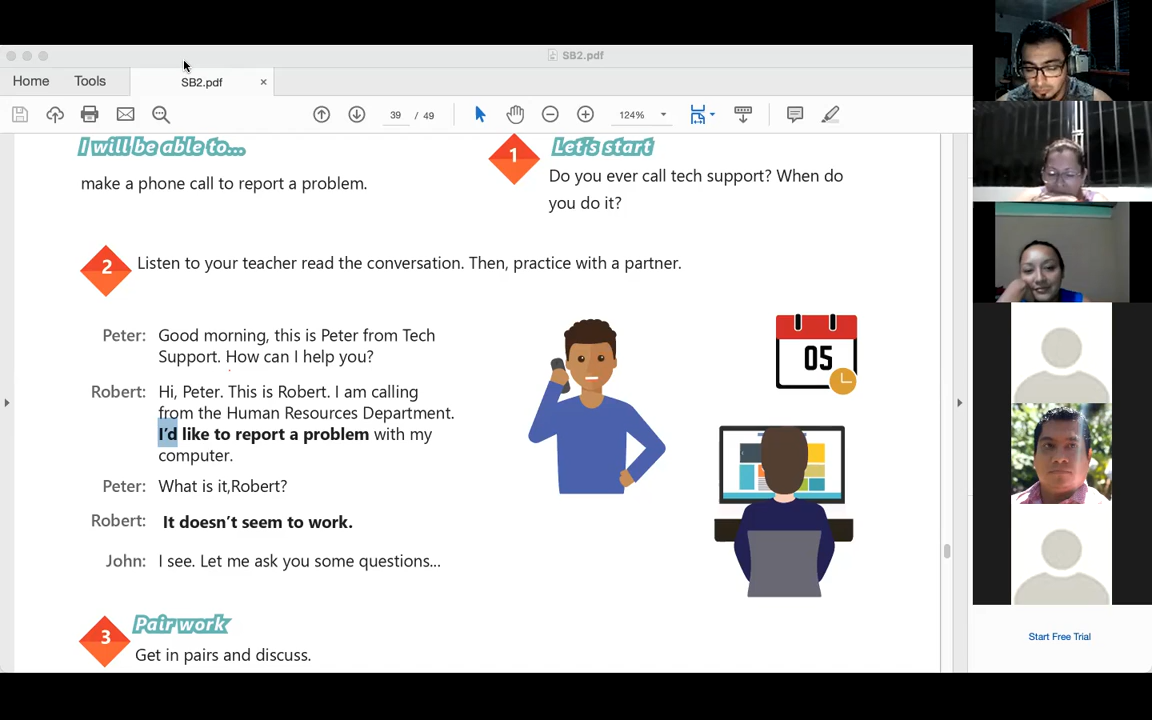 SB2.pdf
Home Tools SB2.pdf ×
39 / 49 124%
I will be able to...
make a phone call to report a problem.
1 Let's start
Do you ever call tech support? When do
you do it?
2 Listen to your teacher read the conversation. Then, practice with a partner.
Peter: Good morning, this is Peter from Tech
Support. How can I help you?
Robert: Hi, Peter. This is Robert. I am calling
from the Human Resources Department.
I'd like to report a problem with my
computer.
Peter: What is it,Robert?
Robert: It doesn't seem to work.
John: I see. Let me ask you some questions...
05
3 Pair work
Get in pairs and discuss.
Start Free Trial